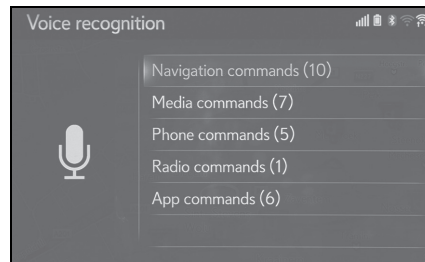 Voice recognition
Navigation commands (10)
Media commands (7)
Phone commands (5)
Radio commands (1)
App commands (6)